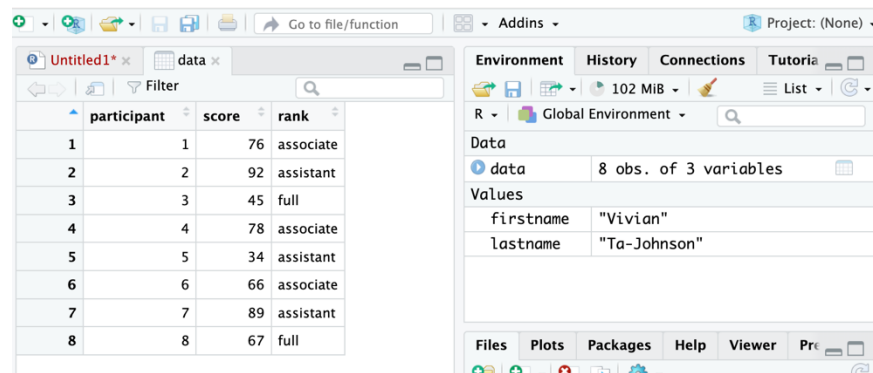 Go to file/function Addins Project: (None)
Untitled1* data
Filter
participant score rank
1 1 76 associate
2 2 92 assistant
3 3 45 full
4 4 78 associate
5 5 34 assistant
6 6 66 associate
7 7 89 assistant
8 8 67 full
Environment History Connections Tutoria
102 MiB List
R Global Environment
Data
data 8 obs. of 3 variables
Values
firstname "Vivian"
lastname "Ta-Johnson"
Files Plots Packages Help Viewer Pre